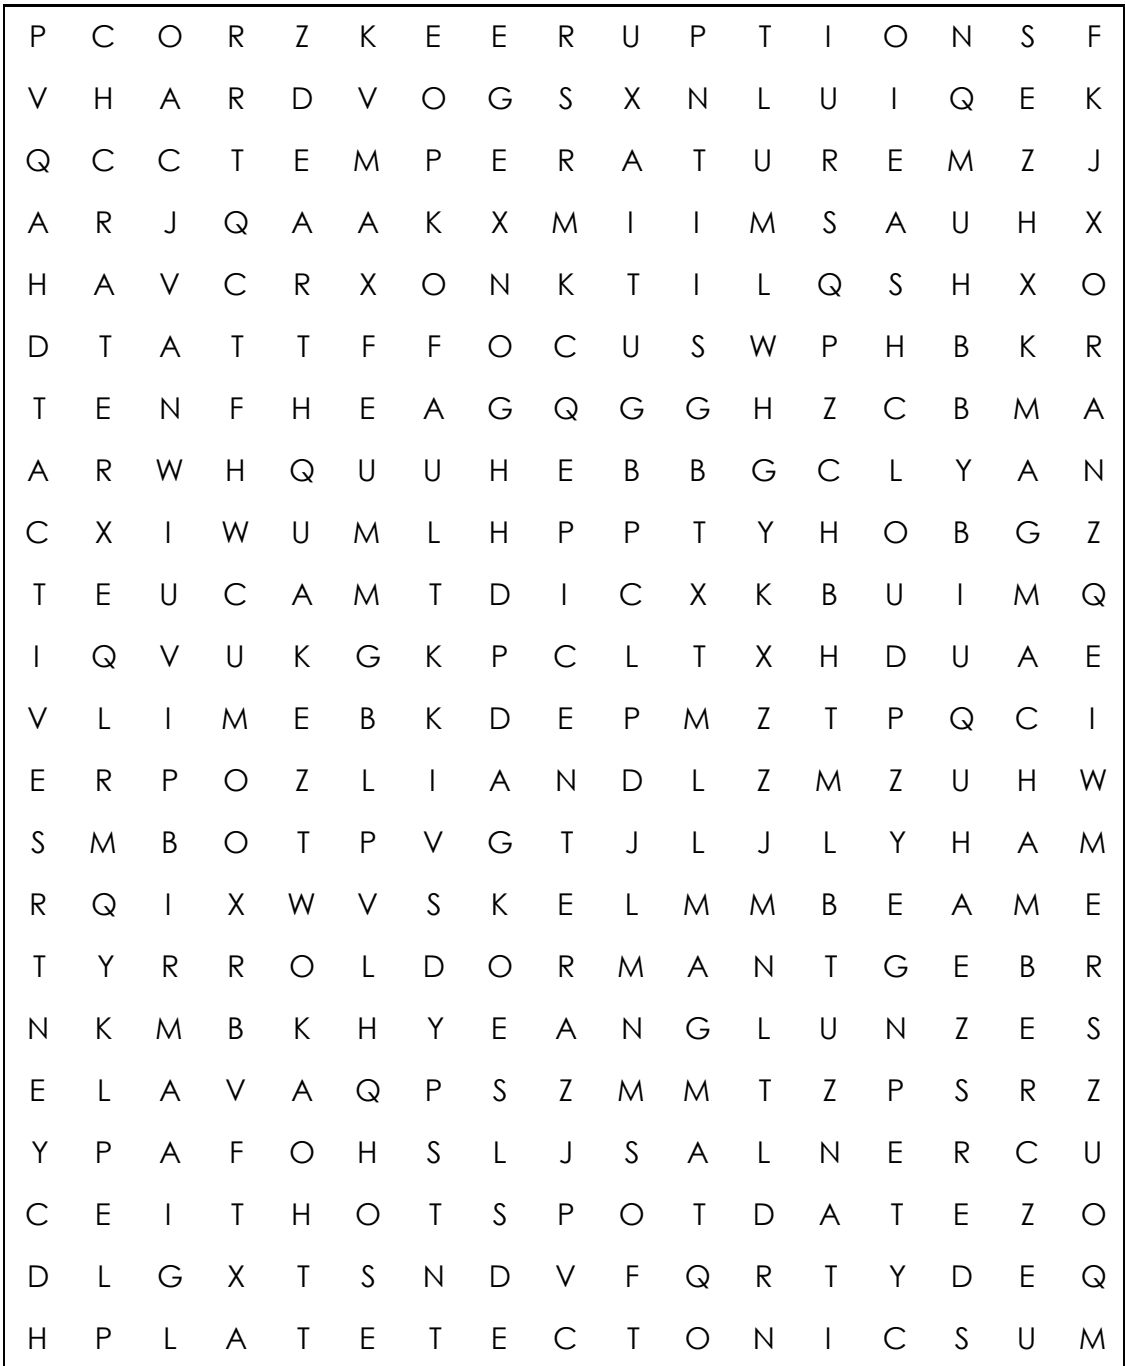 P C O R Z K E E R U P T I O N S F
V H A R D V O G S X N L U I Q E K
Q C C T E M P E R A T U R E M Z J
A R J Q A A K X M I I M S A U H X
H A V C R X O N K T I L Q S H X O
D T A T T F F O C U S W P H B K R
T E N F H E A G Q G G H Z C B M A
A R W H Q U U H E B B G C L Y A N
C X I W U M L H P P T Y H O B G Z
T E U C A M T D I C X K B U I M Q
I Q V U K G K P C L T X H D U A E
V L I M E B K D E P M Z T P Q C I
E R P O Z L I A N D L Z M Z U H W
S M B O T P V G T J L J L Y H A M
R Q I X W V S K E L M M B E A M E
T Y R R O L D O R M A N T G E B R
N K M B K H Y E A N G L U N Z E S
E L A V A Q P S Z M M T Z P S R Z
Y P A F O H S L J S A L N E R C U
C E I T H O T S P O T D A T E Z O
D L G X T S N D V F Q R T Y D E Q
H P L A T E T E C T O N I C S U M